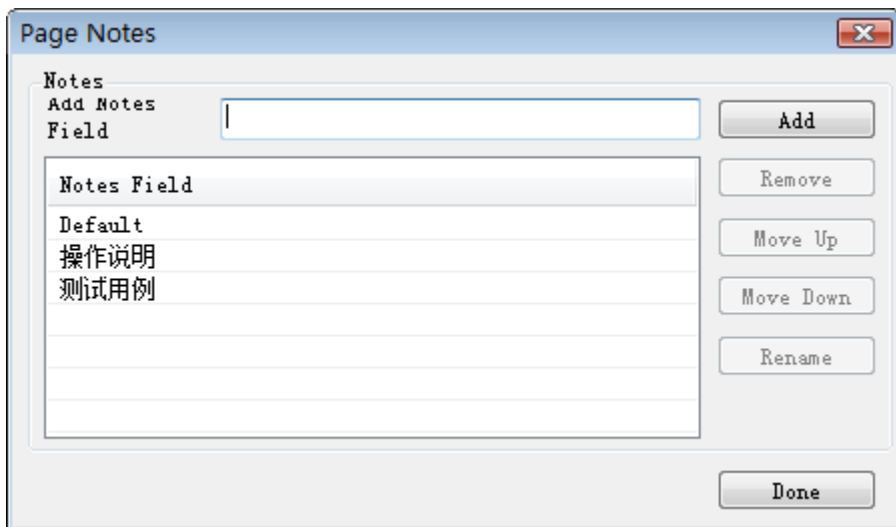 Page Notes
Notes
Add Notes
Field
Add
Notes Field
Remove
Default
操作说明
Move Up
测试用例
Move Down
Rename
Done